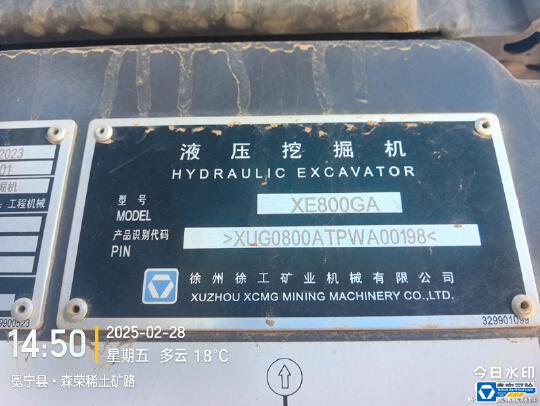 液压挖掘机
HYDRAULIC EXCAVATOR
型号
MODEL
XE800GA
产品识别代码
PIN
>XUG0800ATPWA00198<
徐州徐工矿业机械有限公司
XUZHOU XCMG MINING MACHINERY CO.,LTD.
329901099
2023
01
掘机
工程机械
14:50
2025-02-28
星期五 多云 18℃
冕宁县·森荣稀土矿路
今日水印